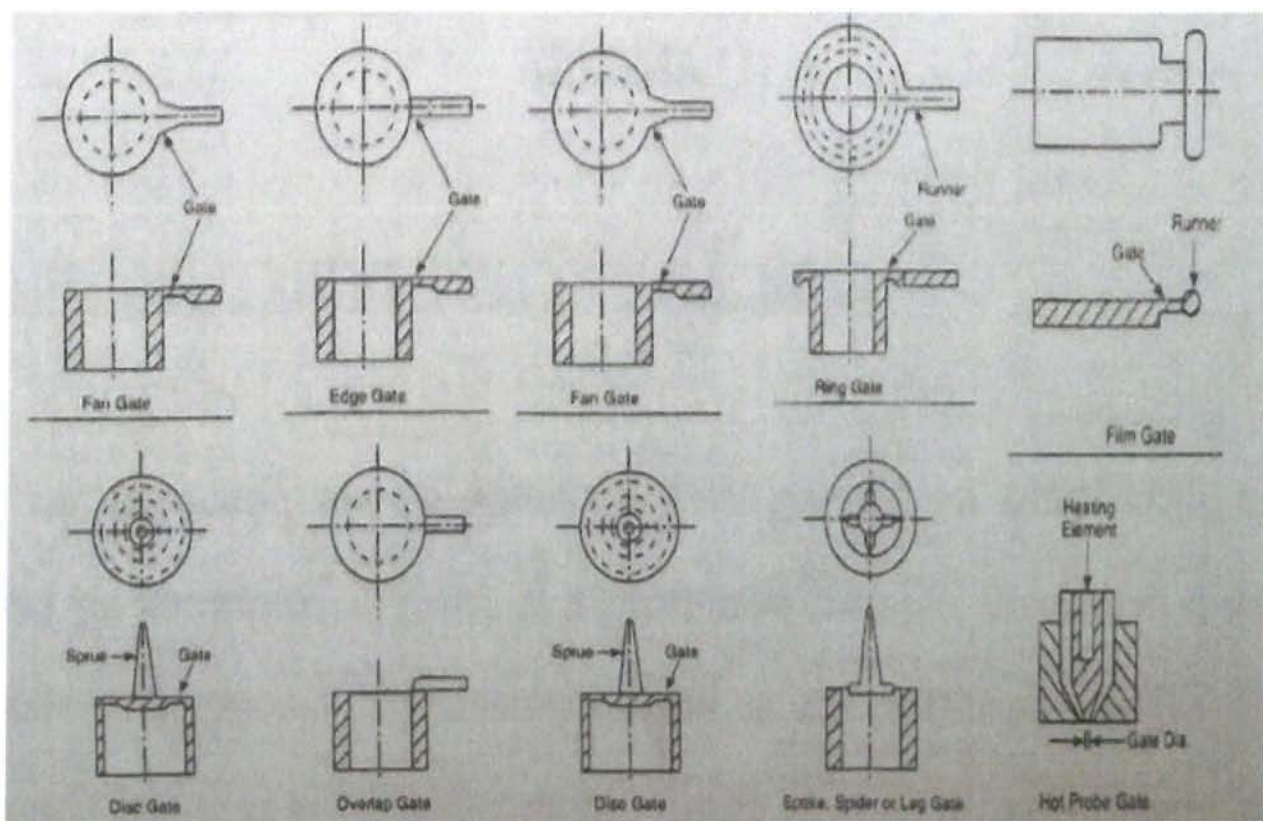 Gate
Fan Gate
Gate
Edge Gate
Gate
Fan Gate
Runner
Gate
Ring Gate
Gate
Runner
Film Gate
Sprue
Gate
Disc Gate
Overlap Gate
Sprue
Gate
Disc Gate
Spoke, Spider or Leg Gate
Heating
Element
Gate Dia
Hot Probe Gate